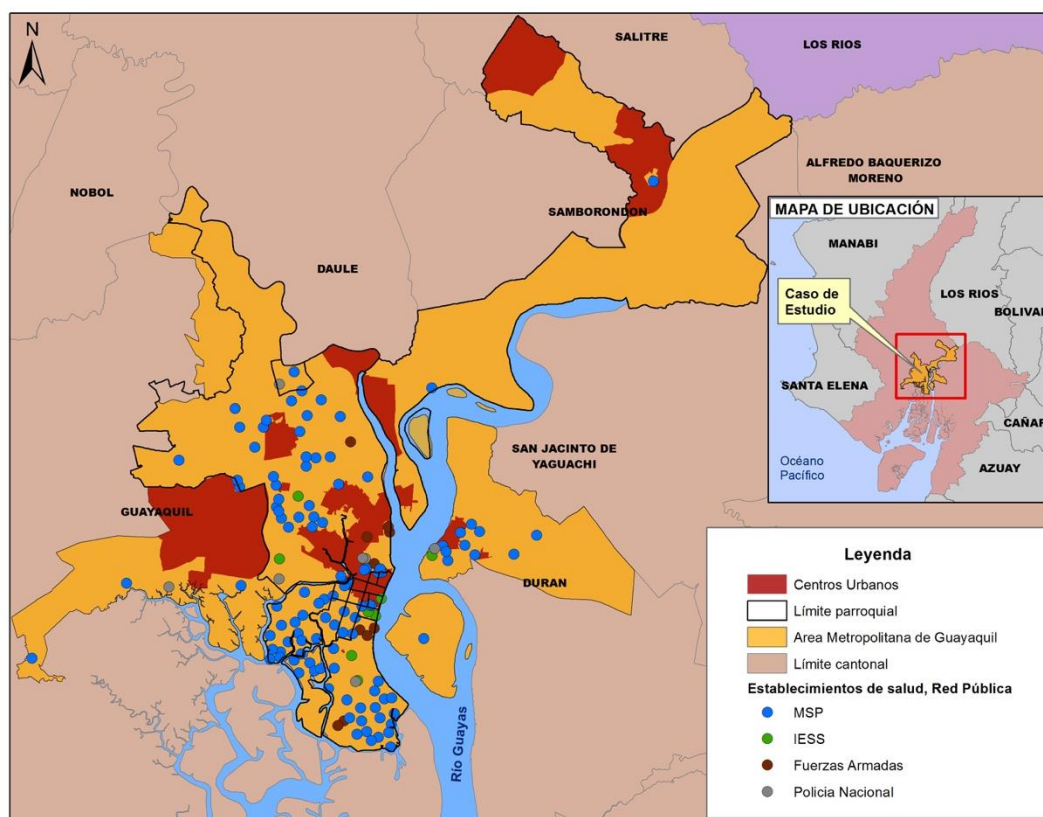 N
SALITRE
LOS RIOS
NOBOL
ALFREDO BAQUERIZO
MORENO
SAMBORONDON
DAULE
SAN JACINTO DE
YAGUACHI
GUAYAQUIL
DURAN
Río Guayas
MAPA DE UBICACIÓN
MANABI
Caso de
Estudio
LOS RIOS
BOLIVAR
SANTA ELENA
CAÑAR
Océano
Pacífico
AZUAY
Leyenda
Centros Urbanos
Límite parroquial
Area Metropolitana de Guayaquil
Límite cantonal
Establecimientos de salud, Red Pública
MSP
IESS
Fuerzas Armadas
Policia Nacional